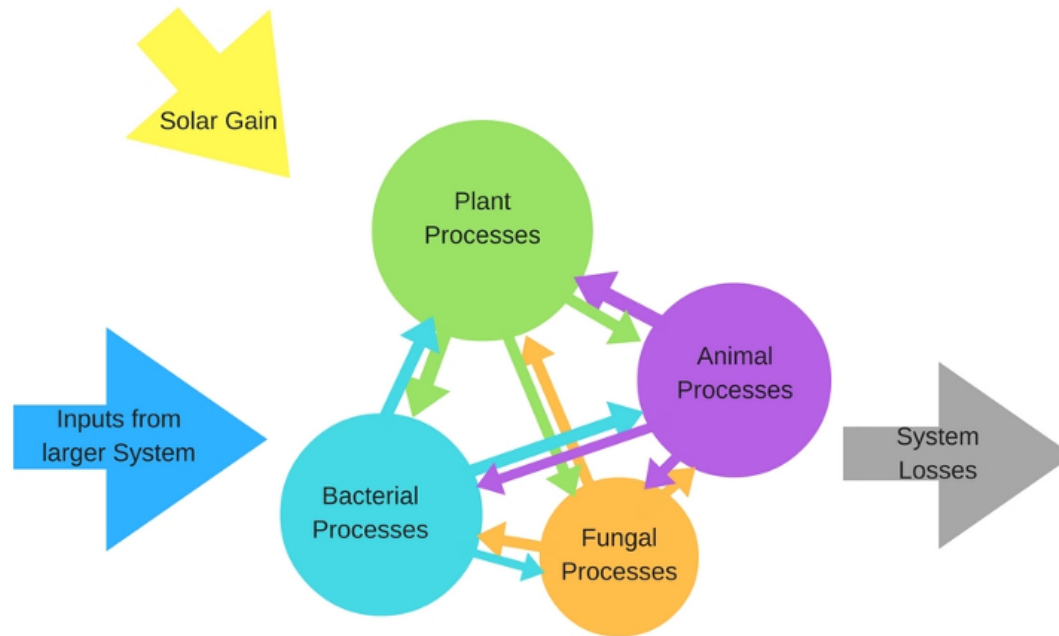 Solar Gain
Plant
Processes
Animal
Processes
Inputs from
larger System
System
Losses
Bacterial
Processes
Fungal
Processes